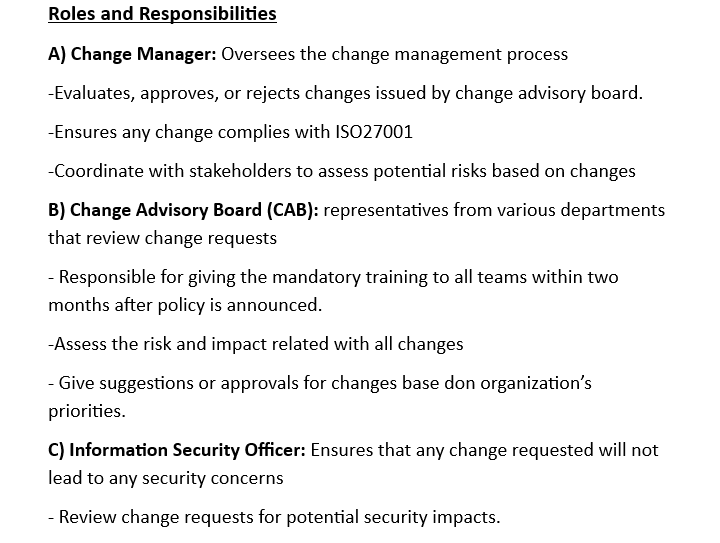 Roles and Responsibilities
A) Change Manager: Oversees the change management process
-Evaluates, approves, or rejects changes issued by change advisory board.
-Ensures any change complies with ISO27001
-Coordinate with stakeholders to assess potential risks based on changes
B) Change Advisory Board (CAB): representatives from various departments
that review change requests
- Responsible for giving the mandatory training to all teams within two
months after policy is announced.
-Assess the risk and impact related with all changes
- Give suggestions or approvals for changes base don organization’s
priorities.
C) Information Security Officer: Ensures that any change requested will not
lead to any security concerns
- Review change requests for potential security impacts.